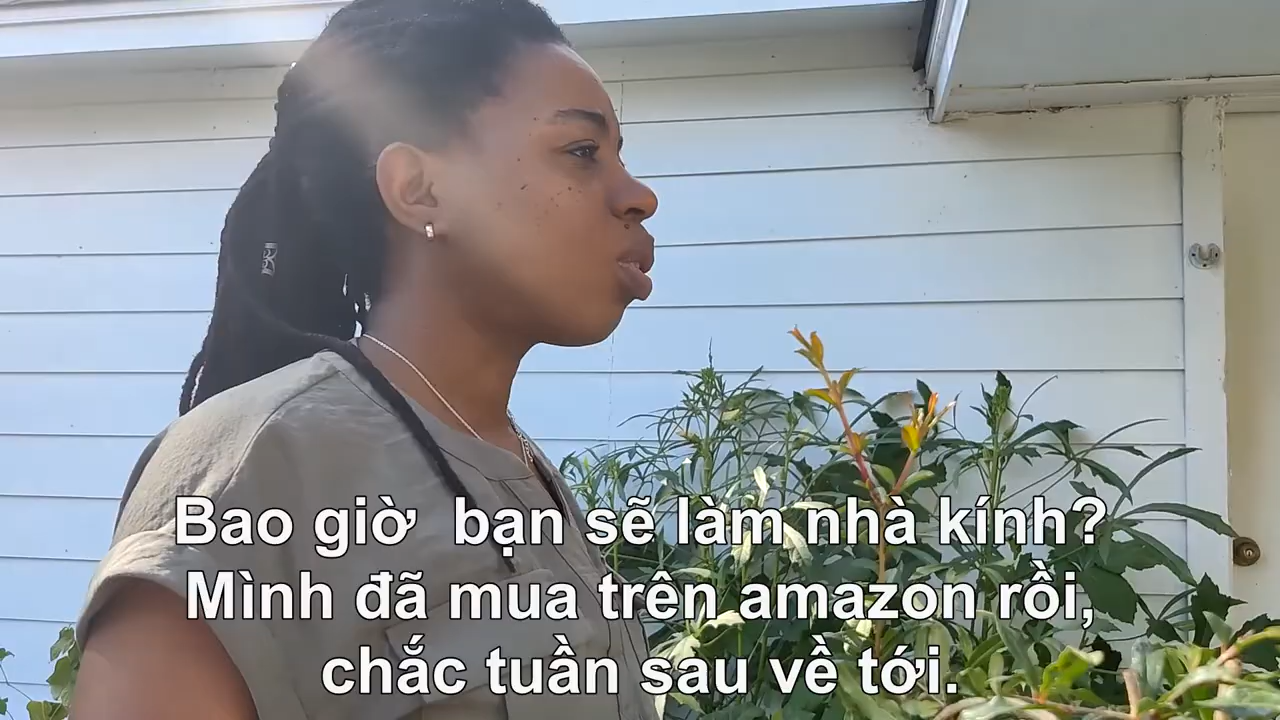 Bao giờ  bạn sẽ làm nhà kính?
Mình đã mua trên amazon rồi,
chắc tuần sau về tới.